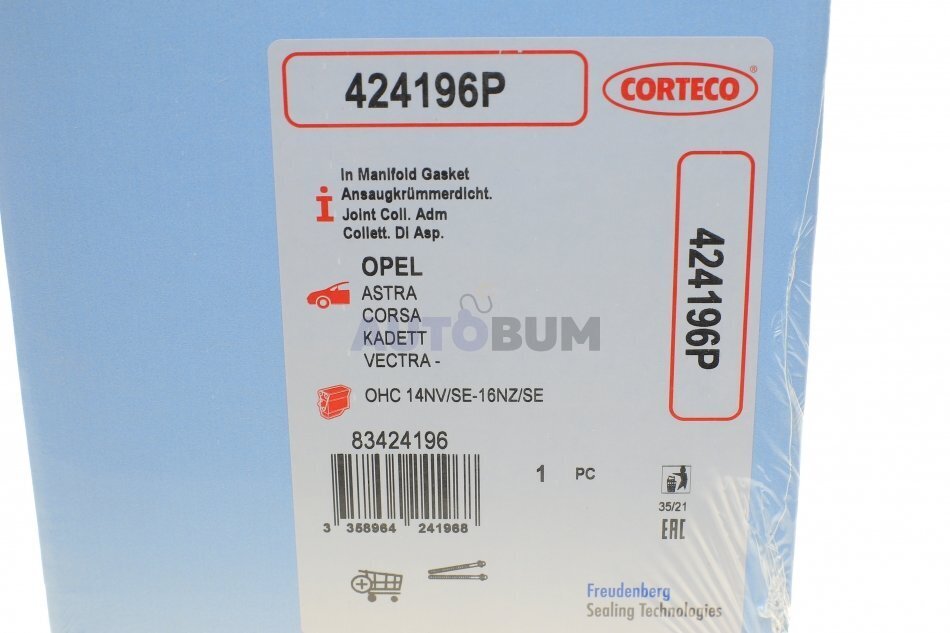 424196P
CORTECO®
In Manifold Gasket
Ansaugkrümmerdicht.
Joint Coll. Adm
Collett. DI Asp.
424196P
OPEL
ASTRA
CORSA
AUTOBUM
KADETT
VECTRA -
OHC 14NV/SE-16NZ/SE
83424196
1 PC
3 358964 241968
35/21
EAC
Freudenberg
Sealing Technologies